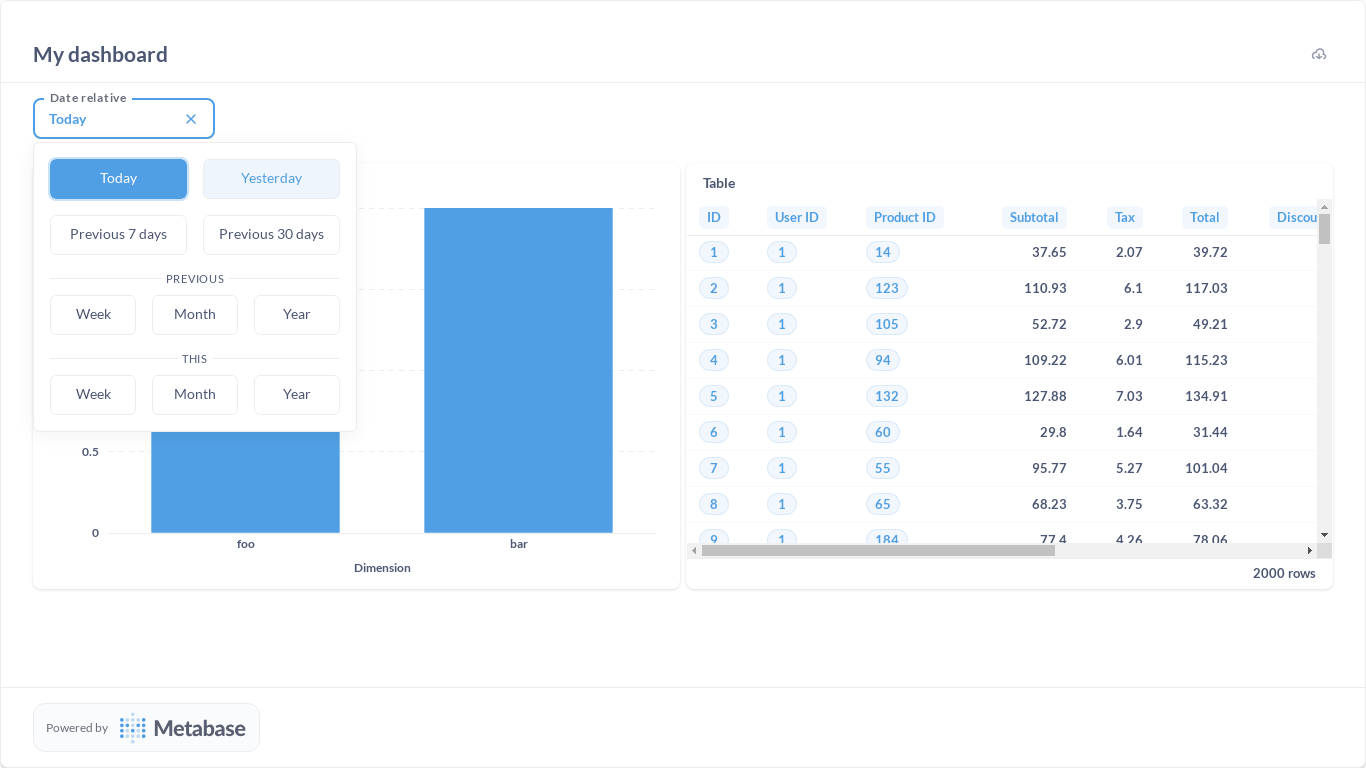 My dashboard
Date relative
Today
Today Yesterday
Previous 7 days Previous 30 days
PREVIOUS
Week Month Year
THIS
Week Month Year
0.5
0
foo bar
Dimension
Table
ID User ID Product ID Subtotal Tax Total Discou
1 1 14 37.65 2.07 39.72
2 1 123 110.93 6.1 117.03
3 1 105 52.72 2.9 49.21
4 1 94 109.22 6.01 115.23
5 1 132 127.88 7.03 134.91
6 1 60 29.8 1.64 31.44
7 1 55 95.77 5.27 101.04
8 1 65 68.23 3.75 63.32
9 1 184 77.4 4.26 78.06
2000 rows
Powered by Metabase